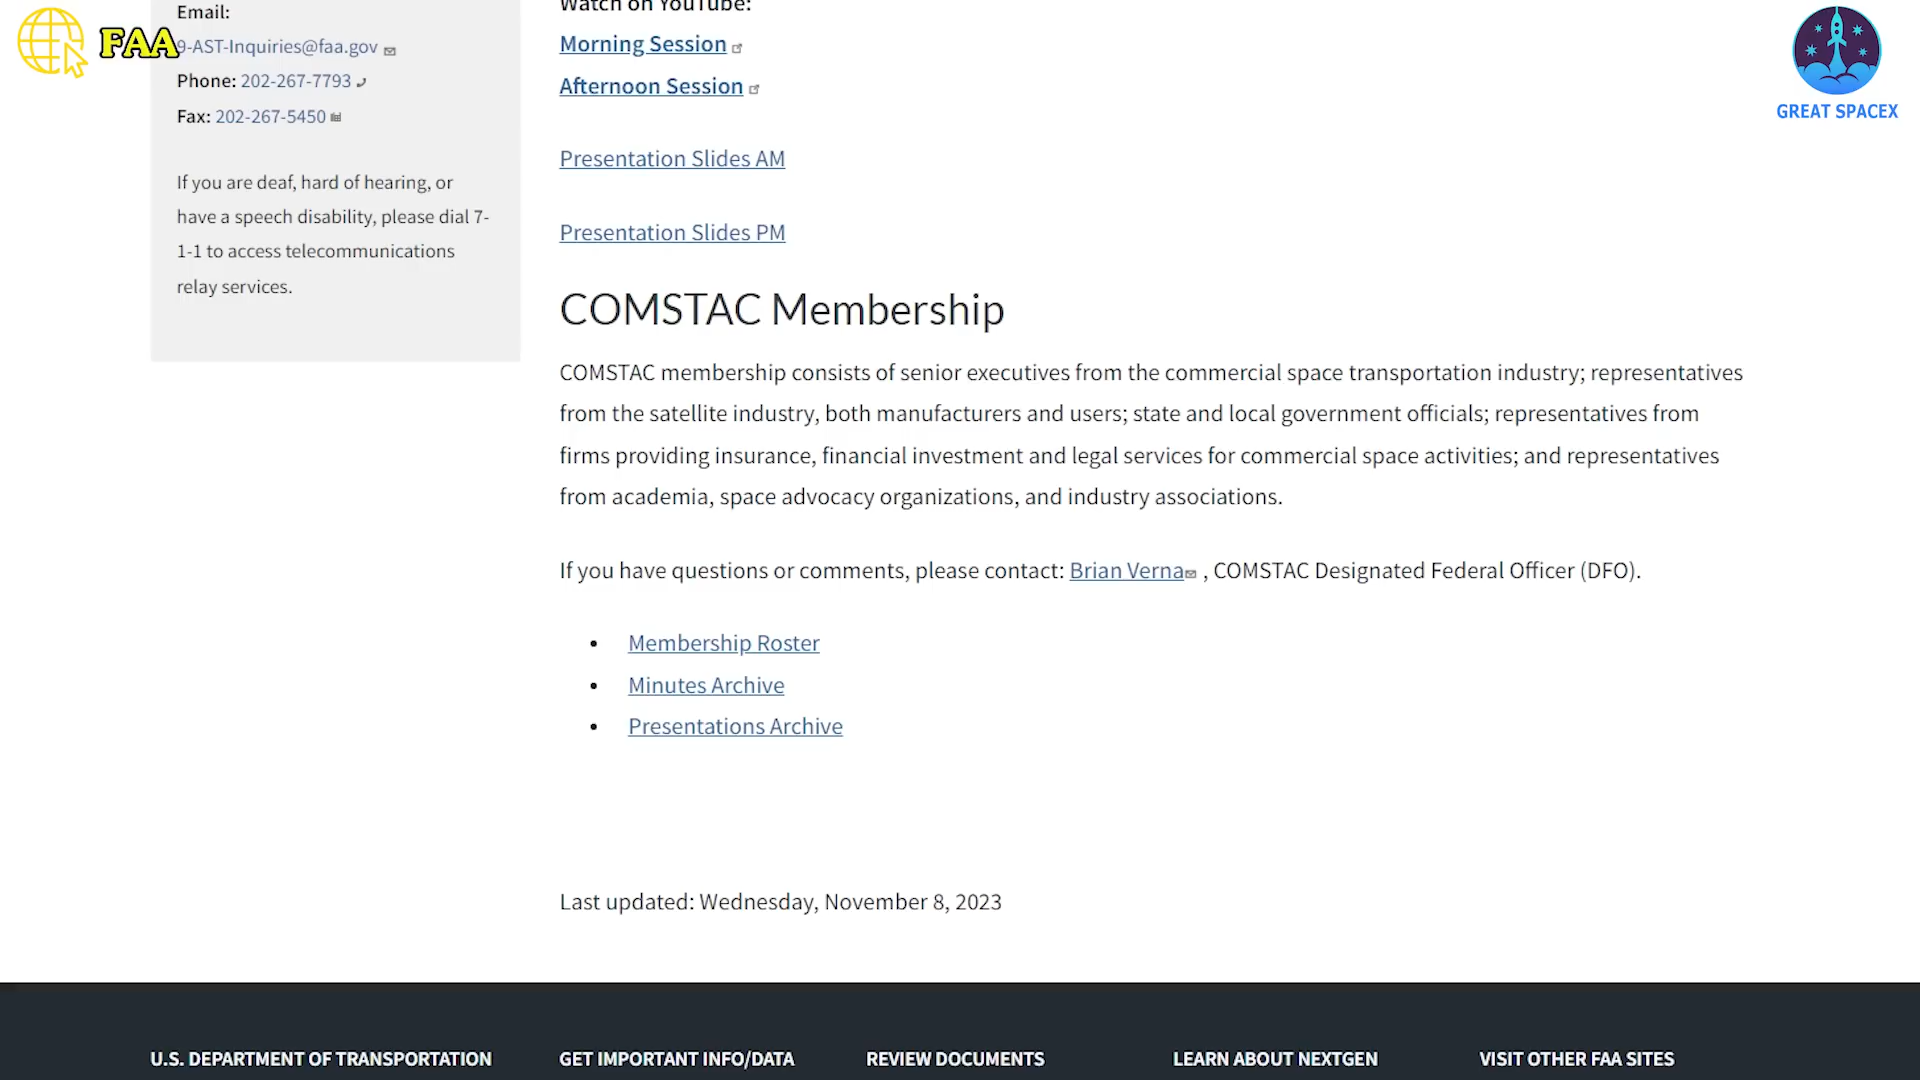 FAA
GREAT SPACEX
Email:
9-AST-Inquiries@faa.gov
Phone: 202-267-7793
Fax: 202-267-5450
If you are deaf, hard of hearing, or
have a speech disability, please dial 7-
1-1 to access telecommunications
relay services.
Watch on YouTube:
Morning Session
Afternoon Session
Presentation Slides AM
Presentation Slides PM
COMSTAC Membership
COMSTAC membership consists of senior executives from the commercial space transportation industry; representatives
from the satellite industry, both manufacturers and users; state and local government officials; representatives from
firms providing insurance, financial investment and legal services for commercial space activities; and representatives
from academia, space advocacy organizations, and industry associations.
If you have questions or comments, please contact: Brian Verna , COMSTAC Designated Federal Officer (DFO).
• Membership Roster
• Minutes Archive
• Presentations Archive
Last updated: Wednesday, November 8, 2023
U.S. DEPARTMENT OF TRANSPORTATION
GET IMPORTANT INFO/DATA
REVIEW DOCUMENTS
LEARN ABOUT NEXTGEN
VISIT OTHER FAA SITES